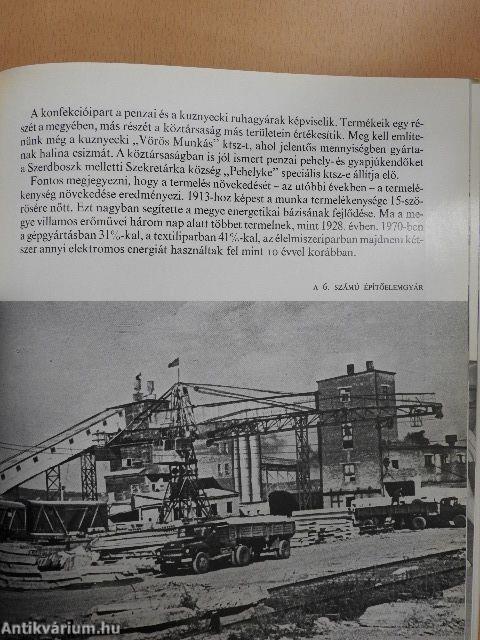 A konfekcióipart a penzai és a kuznyecki ruhagyárak képviselik. Termékeik egy ré-
szét a megyében, más részét a köztársaság más területein értékesítik. Meg kell emlite-
nünk még a kuznyecki „Vörös Munkás” ktsz-t, ahol jelentős mennyiségben gyárta-
nak halina csizmát. A köztársaságban is jól ismert penzai pehely- és gyapjúkendőket
a Szerdoboszk melletti Szekretárka község „Pehelyke” speciális ktsz-e állítja elő.
Fontos megjegyezni, hogy a termelés növekedését – az utóbbi években – a termelé-
kenység növekedése eredményezi. 1913-hoz képest a munka termelékenysége 15-szö-
rösére nőtt. Ezt nagyban segítette a megye energetikai bázisának fejlődése. Ma a me-
gye villamos erőművei három nap alatt többet termelnek, mint 1928. évben. 1970-ben
a gépgyártásban 31%-kal, a textiliparban 41%-kal, az élelmiszeriparban majdnem két-
szer annyi elektromos energiát használtak fel mint 10 évvel korábban.
A 6. SZÁMÚ ÉPÍTŐELEMGYÁR
Antikvárium.hu